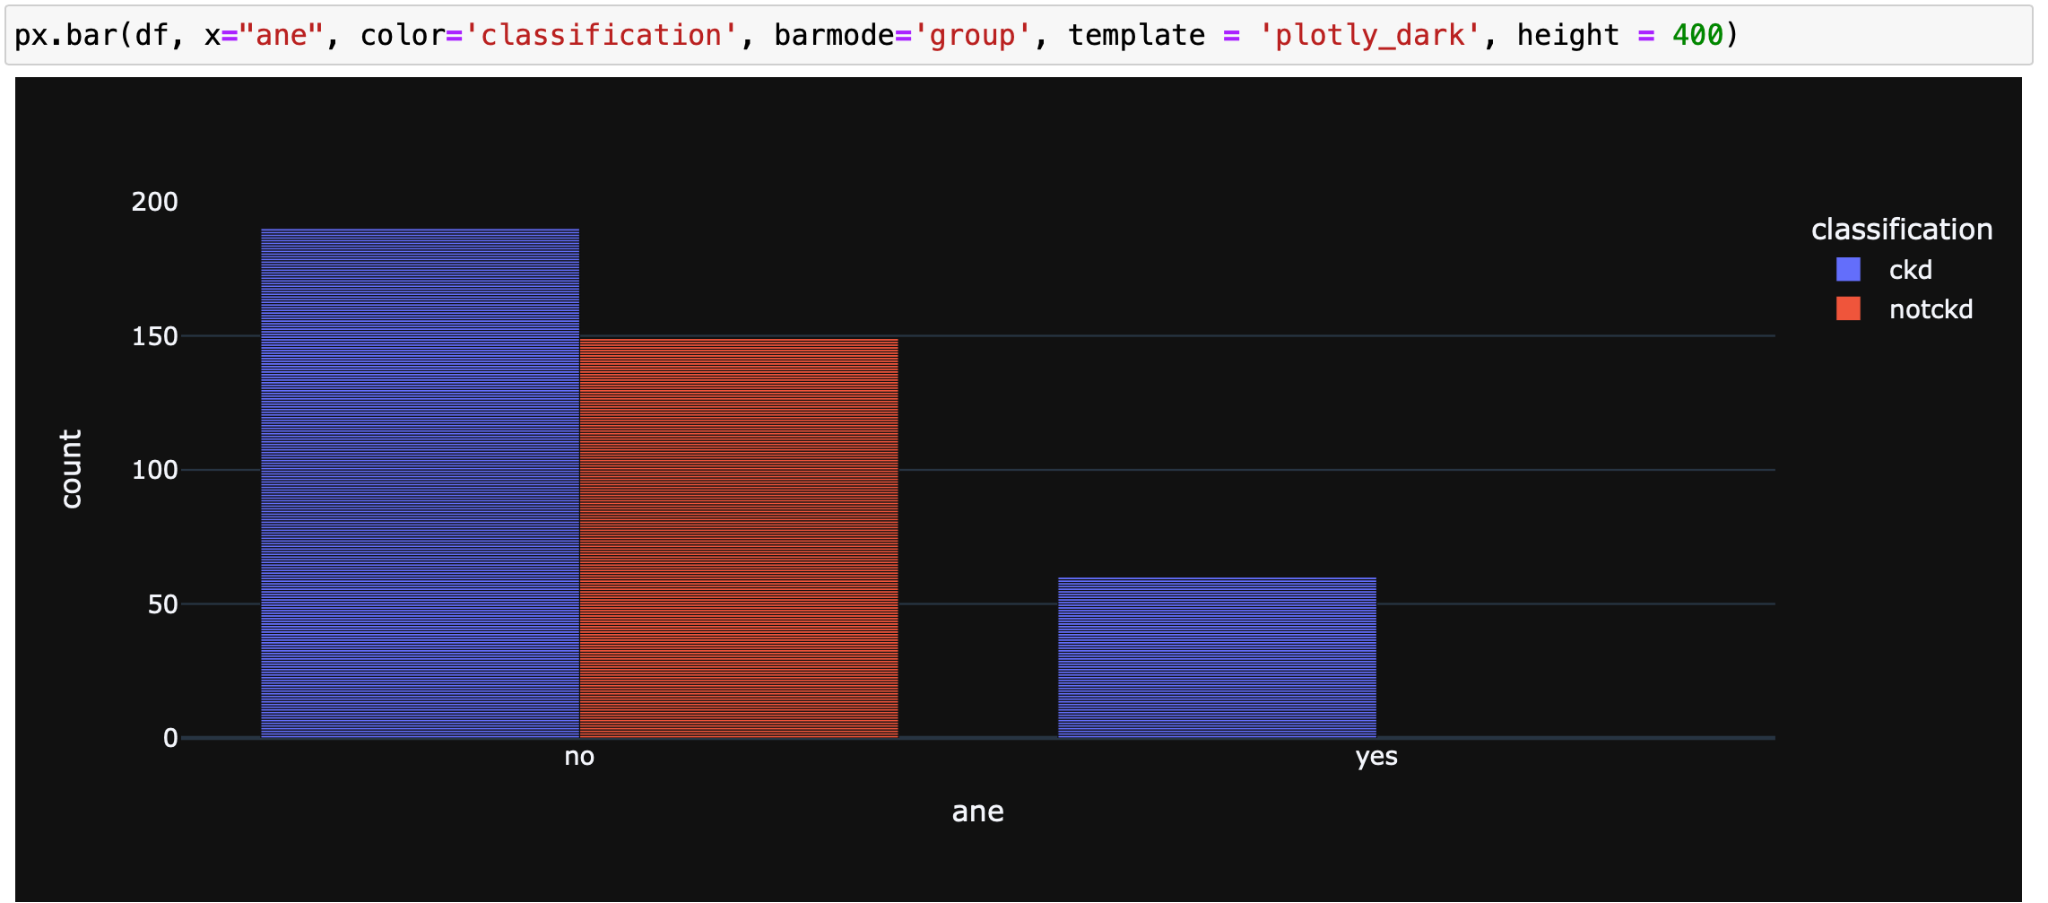 px.bar(df, x="ane", color='classification', barmode='group', template = 'plotly_dark', height = 400)
200
150
100
50
0
count
no
yes
ane
classification
ckd
notckd